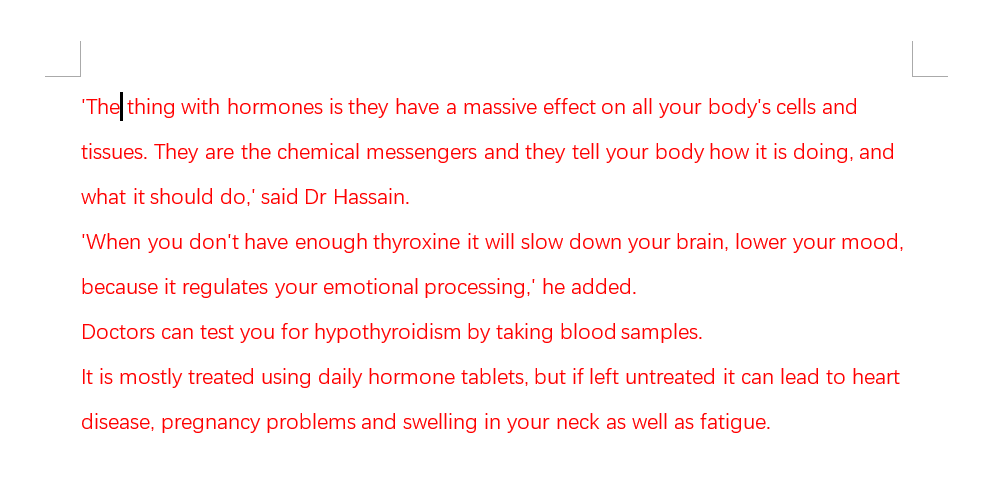 'The thing with hormones is they have a massive effect on all your body's cells and
tissues. They are the chemical messengers and they tell your body how it is doing, and
what it should do,' said Dr Hassain.
'When you don't have enough thyroxine it will slow down your brain, lower your mood,
because it regulates your emotional processing,' he added.
Doctors can test you for hypothyroidism by taking blood samples.
It is mostly treated using daily hormone tablets, but if left untreated it can lead to heart
disease, pregnancy problems and swelling in your neck as well as fatigue.